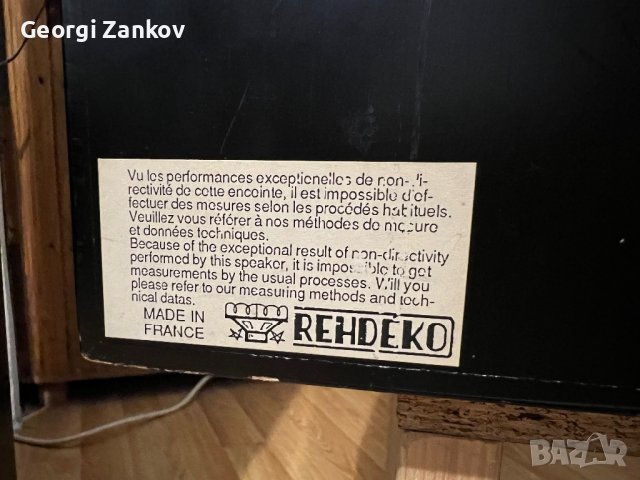 Georgi Zankov
Vu les performances exceptionelles de non-di-
rectivité de cette enceinte, il est impossible d'ef-
fectuer des mesures selon les procédés habituels.
Veuillez vous référer à nos méthodes de mesure
et données techniques.
Because of the exceptional result of non-directivity
performed by this speaker, it is impossible to get
measurements by the usual processes. Will you
please refer to our measuring methods and tech-
nical datas.
MADE IN
FRANCE
REHDEKO
BAZAR